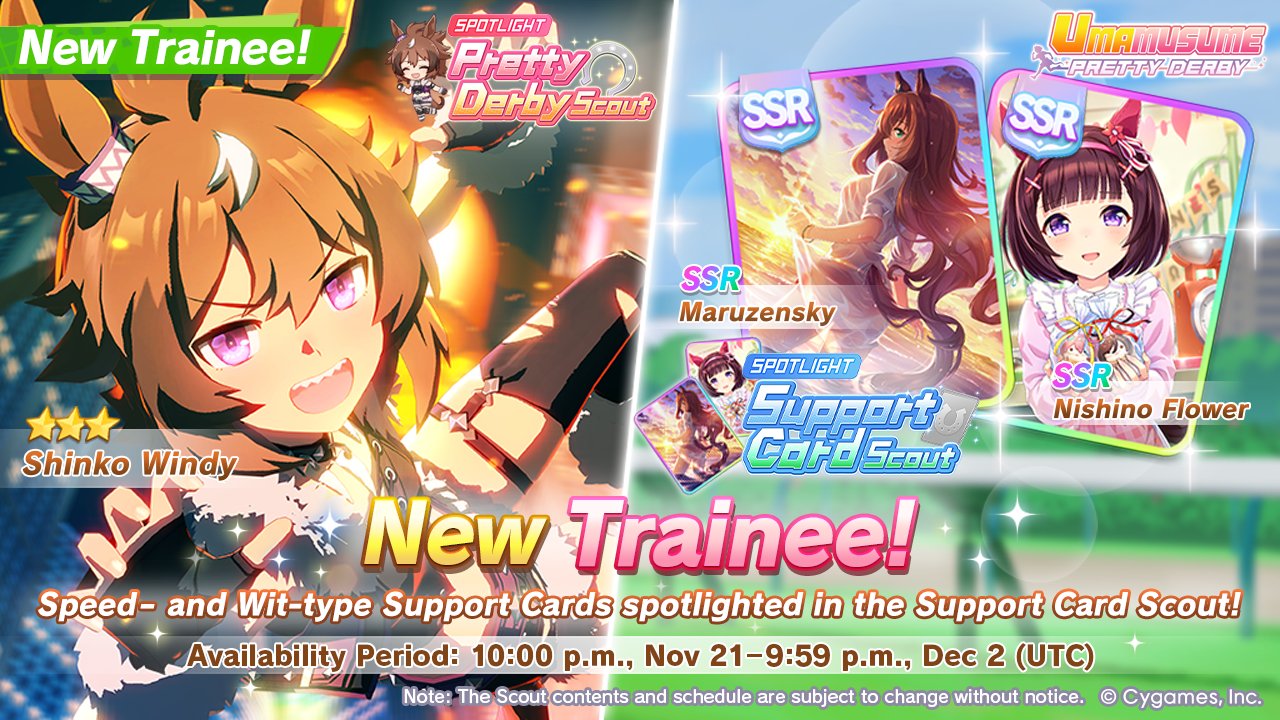 New Trainee!
SPOTLIGHT
Pretty
Derby Scout
UMAMUSUME
PRETTY DERBY
SSR
SSR
SSR
Maruzensky
SSR
Nishino Flower
SPOTLIGHT
Support
Card Scout
Shinko Windy
New Trainee!
Speed- and Wit-type Support Cards spotlighted in the Support Card Scout!
Availability Period: 10:00 p.m., Nov 21–9:59 p.m., Dec 2 (UTC)
Note: The Scout contents and schedule are subject to change without notice. © Cygames, Inc.